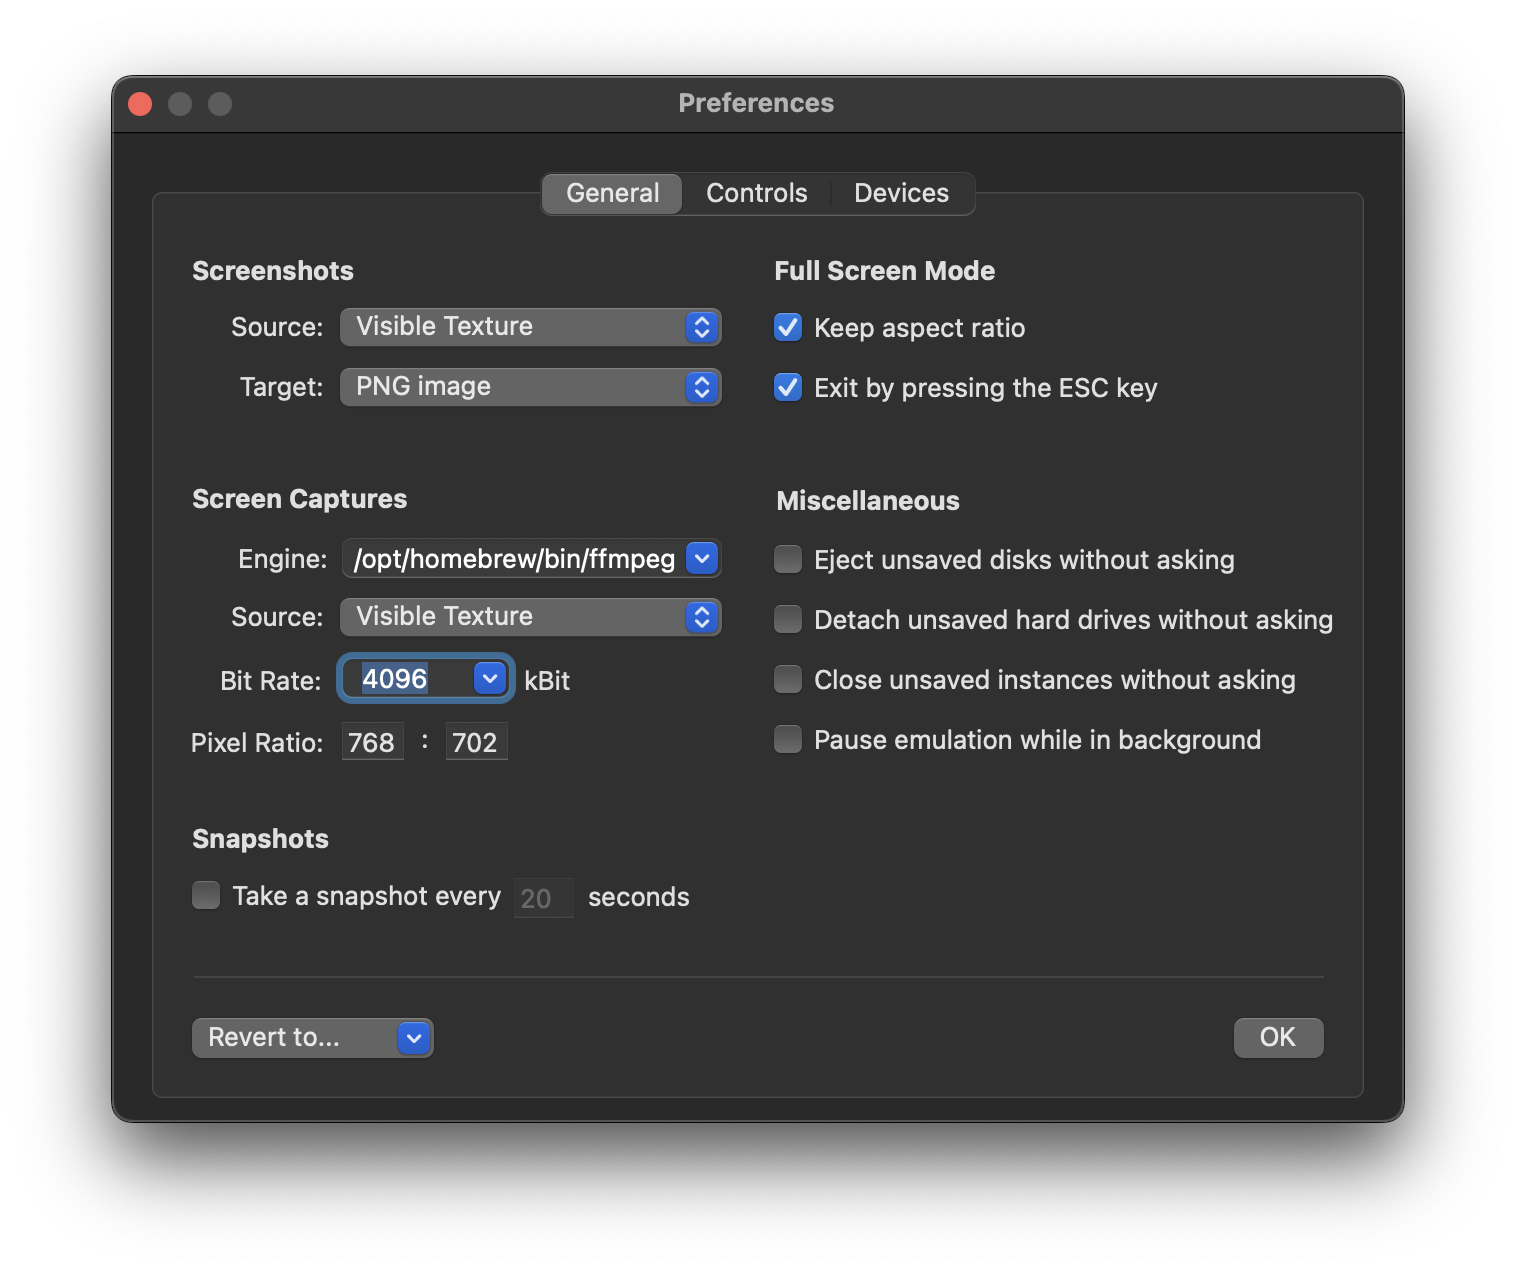 Preferences
General Controls Devices
Screenshots
Source: Visible Texture
Target: PNG image
Full Screen Mode
Keep aspect ratio
Exit by pressing the ESC key
Screen Captures
Engine: /opt/homebrew/bin/ffmpeg
Source: Visible Texture
Bit Rate: 4096 kBit
Pixel Ratio: 768 : 702
Miscellaneous
Eject unsaved disks without asking
Detach unsaved hard drives without asking
Close unsaved instances without asking
Pause emulation while in background
Snapshots
Take a snapshot every 20 seconds
Revert to...
OK